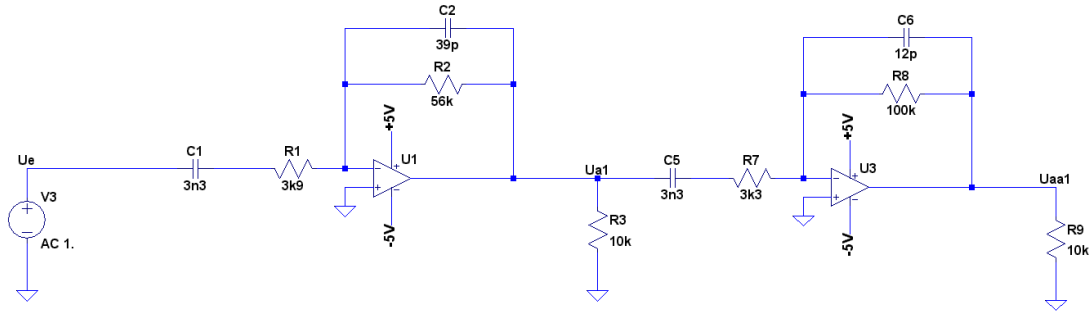 C2
39p
R2
56k
+5V
Ue
C1
3n3
R1
3k9
U1
-5V
V3
AC 1.
Ua1
R3
10k
C5
3n3
R7
3k3
C6
12p
R8
100k
+5V
U3
-5V
Uaa1
R9
10k